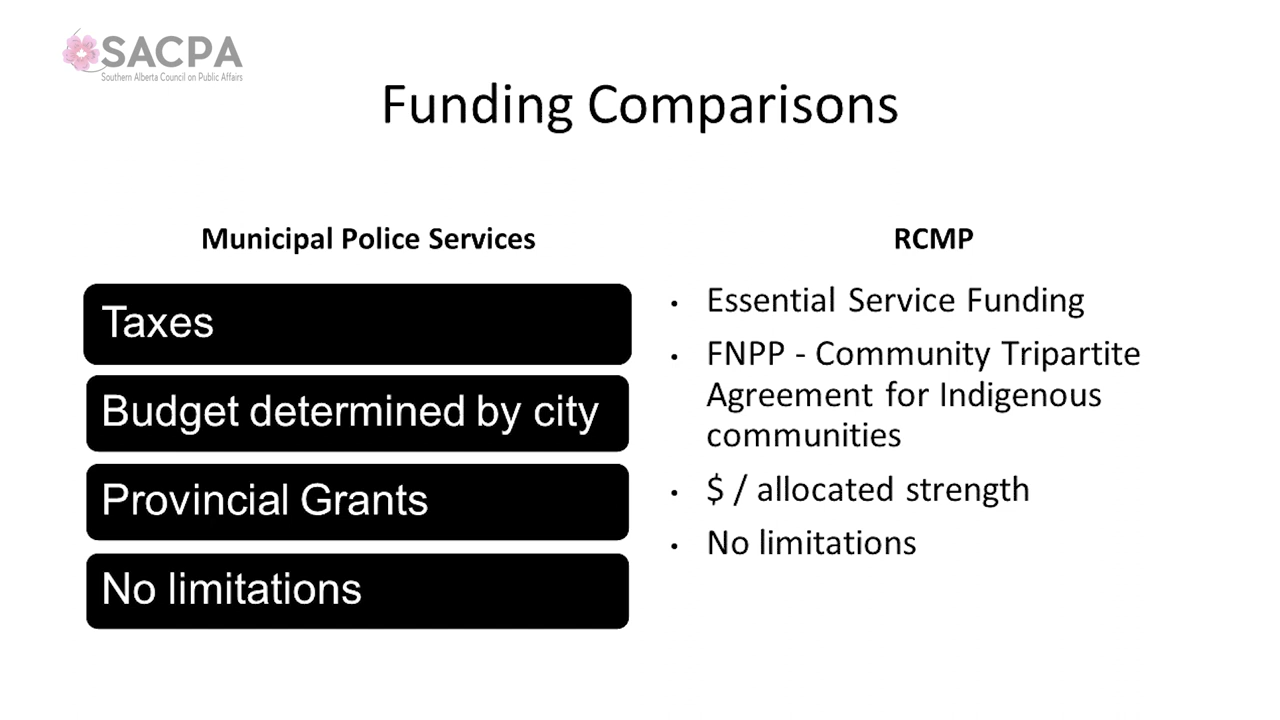 SACPA
Southern Alberta Council on Public Affairs
Funding Comparisons
Municipal Police Services
Taxes
Budget determined by city
Provincial Grants
No limitations
RCMP
• Essential Service Funding
• FNPP - Community Tripartite
Agreement for Indigenous
communities
• $ / allocated strength
• No limitations